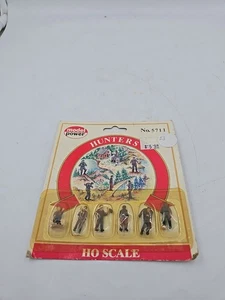 model
power
No. 5711
HUNTERS
HO SCALE